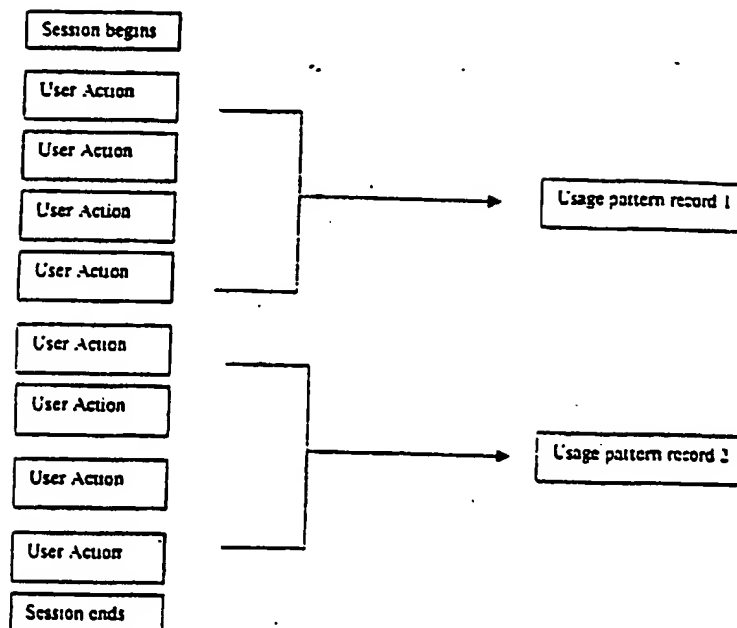 Session begins
User Action
User Action
User Action
User Action
Usage pattern record 1
User Action
User Action
User Action
User Action
Usage pattern record 2
Session ends